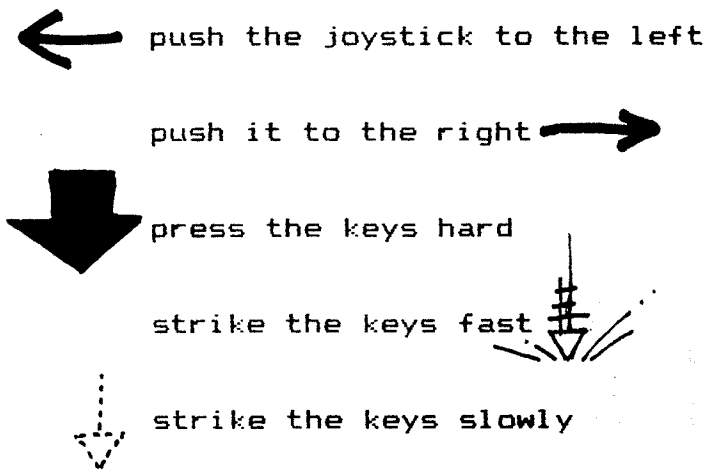 push the joystick to the left
push it to the right
press the keys hard
strike the keys fast
strike the keys slowly